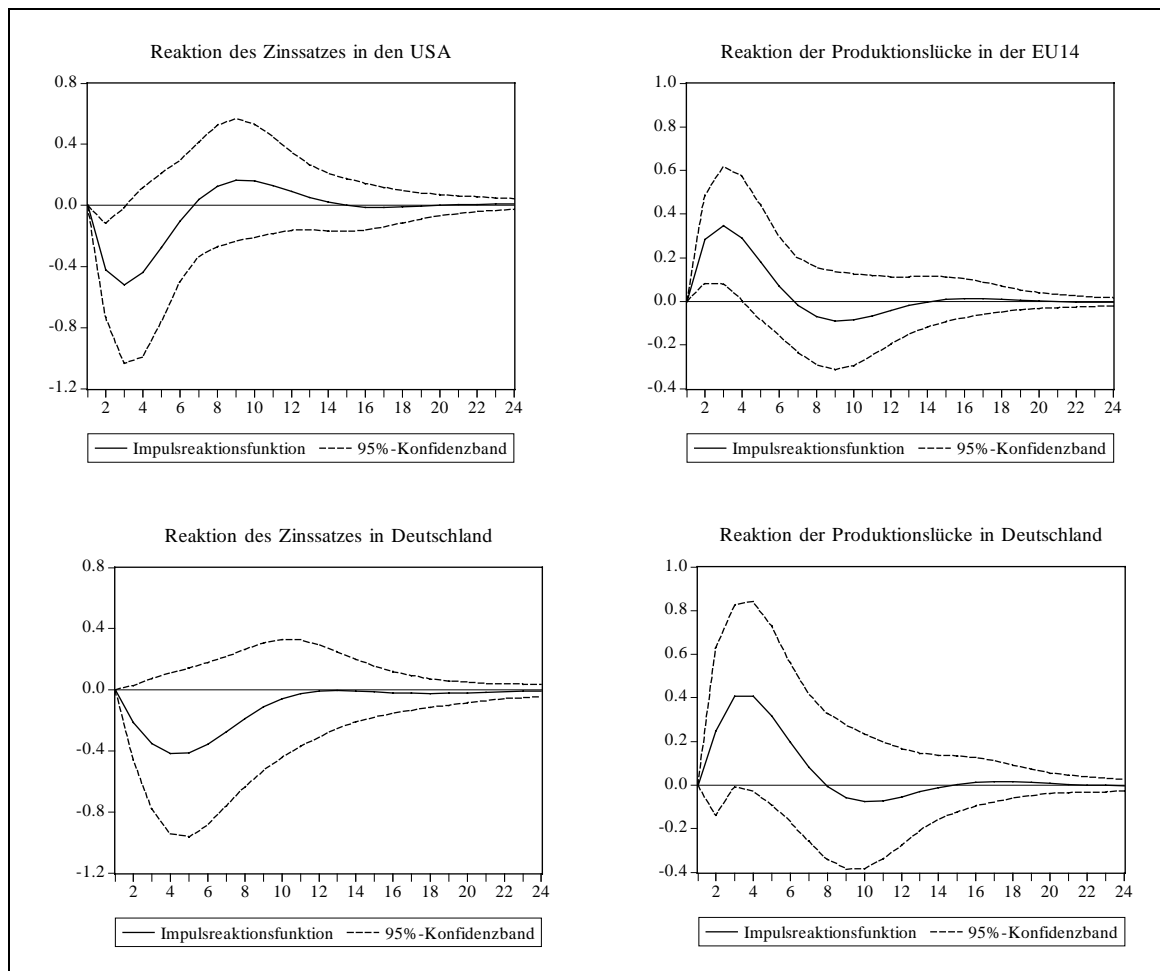 Reaktion des Zinssatzes in den USA
0.8
0.4
0.0
-0.4
-0.8
-1.2
2 4 6 8 10 12 14 16 18 20 22 24
Impulsreaktionsfunktion 95%-Konfidenzband
Reaktion der Produktionslücke in der EU14
1.0
0.8
0.6
0.4
0.2
0.0
-0.2
-0.4
2 4 6 8 10 12 14 16 18 20 22 24
Impulsreaktionsfunktion 95%-Konfidenzband
Reaktion des Zinssatzes in Deutschland
0.8
0.4
0.0
-0.4
-0.8
-1.2
2 4 6 8 10 12 14 16 18 20 22 24
Impulsreaktionsfunktion 95%-Konfidenzband
Reaktion der Produktionslücke in Deutschland
1.0
0.8
0.6
0.4
0.2
0.0
-0.2
-0.4
2 4 6 8 10 12 14 16 18 20 22 24
Impulsreaktionsfunktion 95%-Konfidenzband